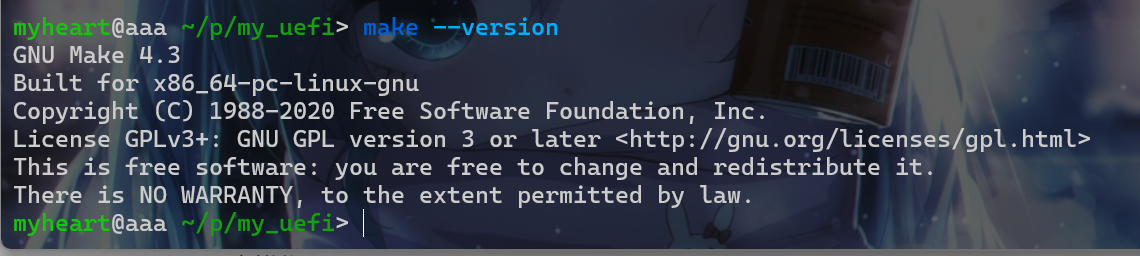 myheart@aaa ~/p/my_uefi> make --version
GNU Make 4.3
Built for x86_64-pc-linux-gnu
Copyright (C) 1988-2020 Free Software Foundation, Inc.
License GPLv3+: GNU GPL version 3 or later <http://gnu.org/licenses/gpl.html>
This is free software: you are free to change and redistribute it.
There is NO WARRANTY, to the extent permitted by law.
myheart@aaa ~/p/my_uefi>